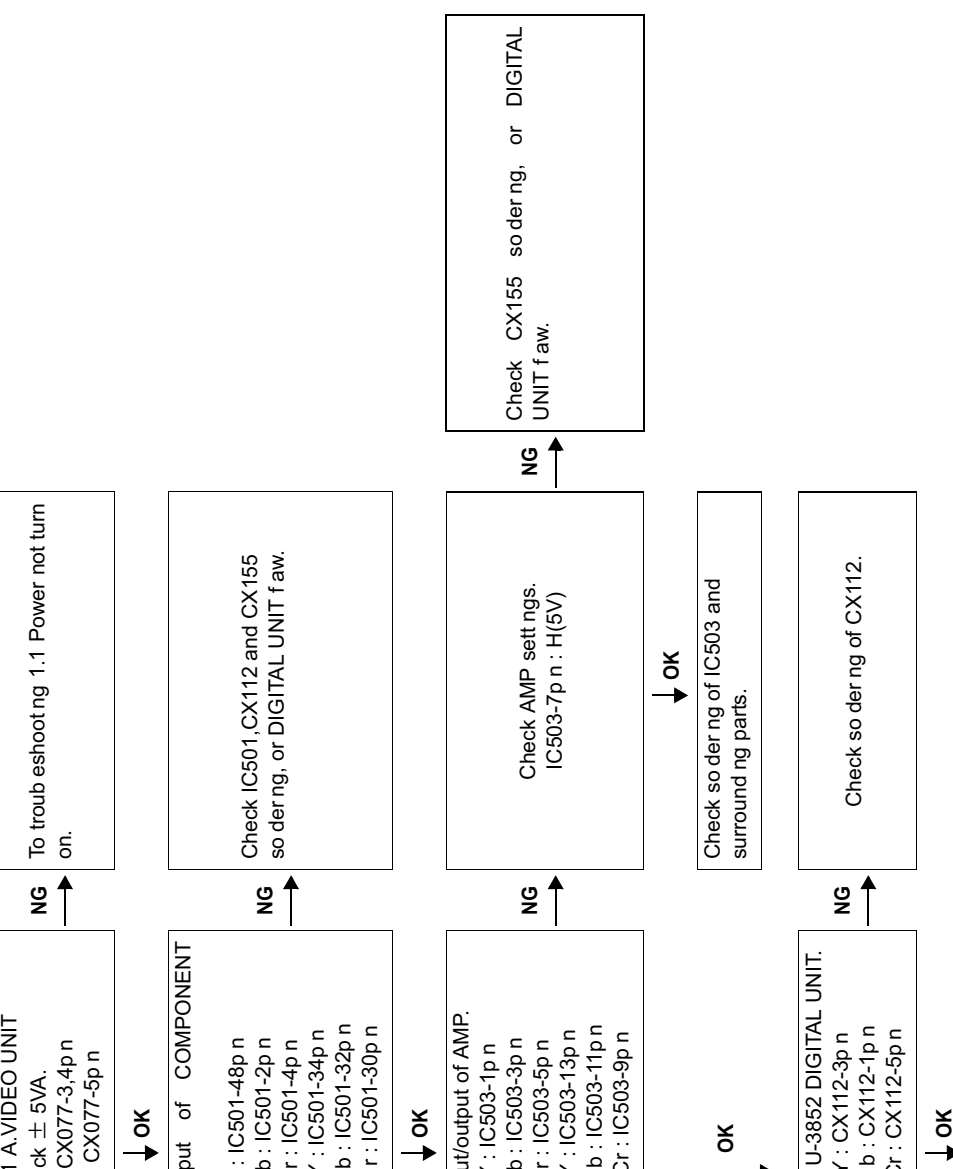 1 A.VIDEO UNIT
ck ± 5VA.
CX077-3,4p n
CX077-5p n
NG
To troub eshoot ng 1.1 Power not turn
on.
OK
put of COMPONENT
: IC501-48p n
b : IC501-2p n
r : IC501-4p n
Y : IC501-34p n
b : IC501-32p n
r : IC501-30p n
NG
Check IC501,CX112 and CX155
so der ng, or DIGITAL UNIT f aw.
OK
ut/output of AMP.
Y : IC503-1p n
b : IC503-3p n
r : IC503-5p n
Y : IC503-13p n
b : IC503-11p n
Cr : IC503-9p n
NG
Check AMP sett ngs.
IC503-7p n : H(5V)
NG
Check CX155 so der ng, or DIGITAL
UNIT f aw.
OK
Check so der ng of IC503 and
surround ng parts.
OK
U-3852 DIGITAL UNIT.
Y : CX112-3p n
b : CX112-1p n
Cr : CX112-5p n
NG
Check so der ng of CX112.
OK